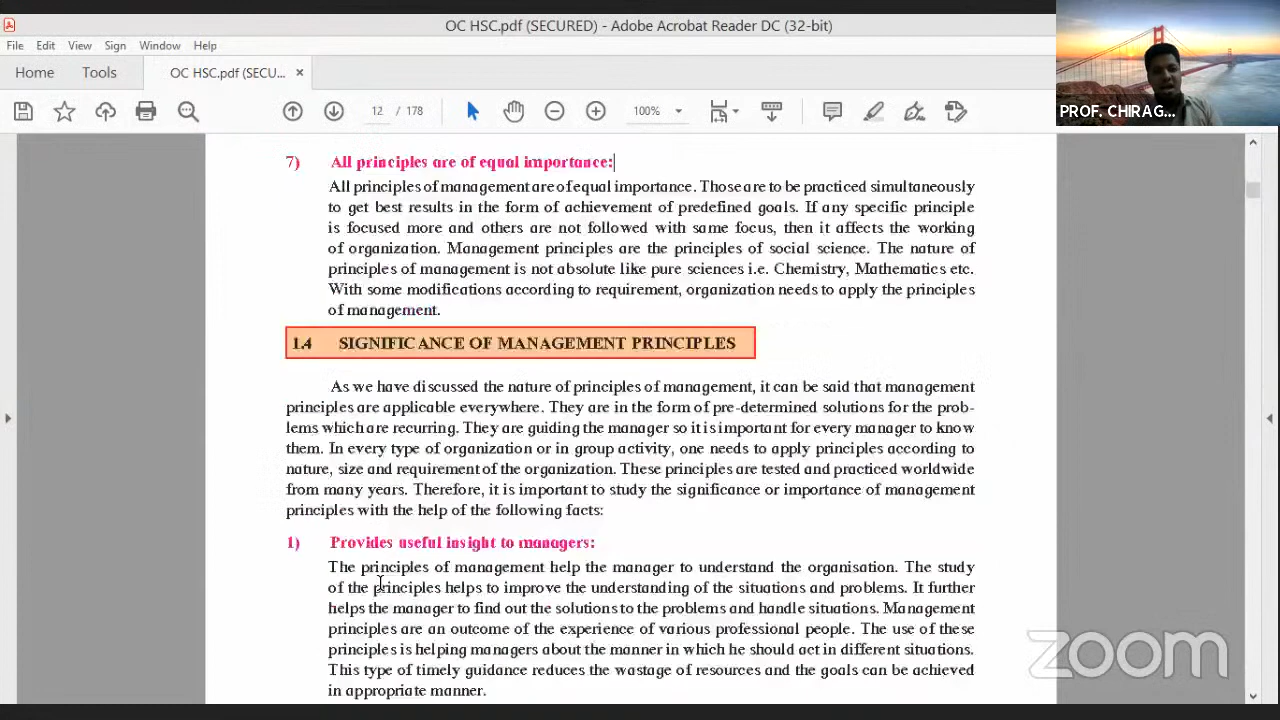 OC HSC.pdf (SECURED) - Adobe Acrobat Reader DC (32-bit)
File Edit View Sign Window Help
Home Tools OC HSC.pdf (SECU... ×
12 / 178 100%
PROF. CHIRAG...
7) All principles are of equal importance:
All principles of management are of equal importance. Those are to be practiced simultaneously
to get best results in the form of achievement of predefined goals. If any specific principle
is focused more and others are not followed with same focus, then it affects the working
of organization. Management principles are the principles of social science. The nature of
principles of management is not absolute like pure sciences i.e. Chemistry, Mathematics etc.
With some modifications according to requirement, organization needs to apply the principles
of management.
1.4 SIGNIFICANCE OF MANAGEMENT PRINCIPLES
As we have discussed the nature of principles of management, it can be said that management
principles are applicable everywhere. They are in the form of pre-determined solutions for the prob-
lems which are recurring. They are guiding the manager so it is important for every manager to know
them. In every type of organization or in group activity, one needs to apply principles according to
nature, size and requirement of the organization. These principles are tested and practiced worldwide
from many years. Therefore, it is important to study the significance or importance of management
principles with the help of the following facts:
1) Provides useful insight to managers:
The principles of management help the manager to understand the organisation. The study
of the principles helps to improve the understanding of the situations and problems. It further
helps the manager to find out the solutions to the problems and handle situations. Management
principles are an outcome of the experience of various professional people. The use of these
principles is helping managers about the manner in which he should act in different situations.
This type of timely guidance reduces the wastage of resources and the goals can be achieved
in appropriate manner.
zoom